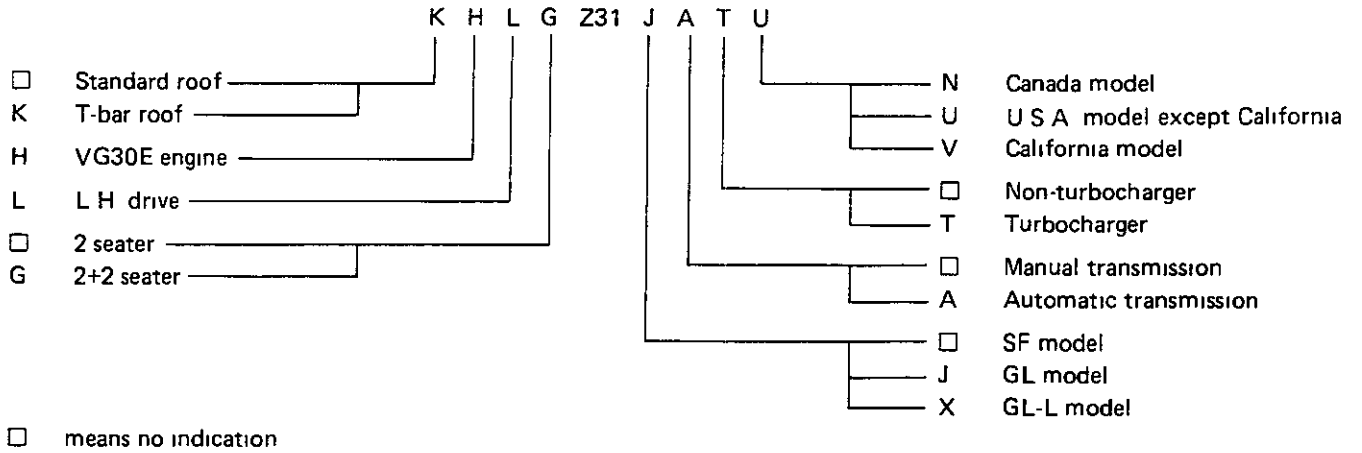 K H L G Z31 J A T U
□ Standard roof
K T-bar roof
H VG30E engine
L L H drive
□ 2 seater
G 2+2 seater
N Canada model
U U S A model except California
V California model
□ Non-turbocharger
T Turbocharger
□ Manual transmission
A Automatic transmission
□ SF model
J GL model
X GL-L model
□ means no indication